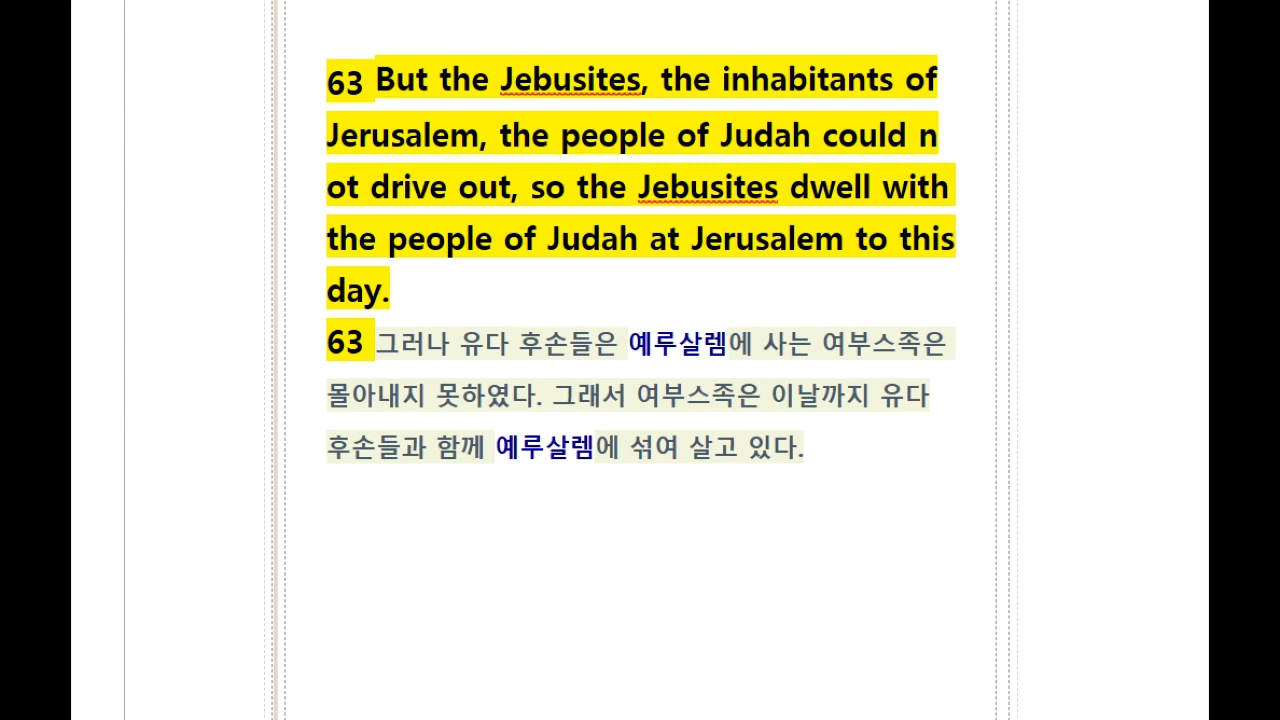 63 But the Jebusites, the inhabitants of
Jerusalem, the people of Judah could n
ot drive out, so the Jebusites dwell with
the people of Judah at Jerusalem to this
day.
63 그러나 유다 후손들은 예루살렘에 사는 여부스족은
몰아내지 못하였다. 그래서 여부스족은 이날까지 유다
후손들과 함께 예루살렘에 섞여 살고 있다.